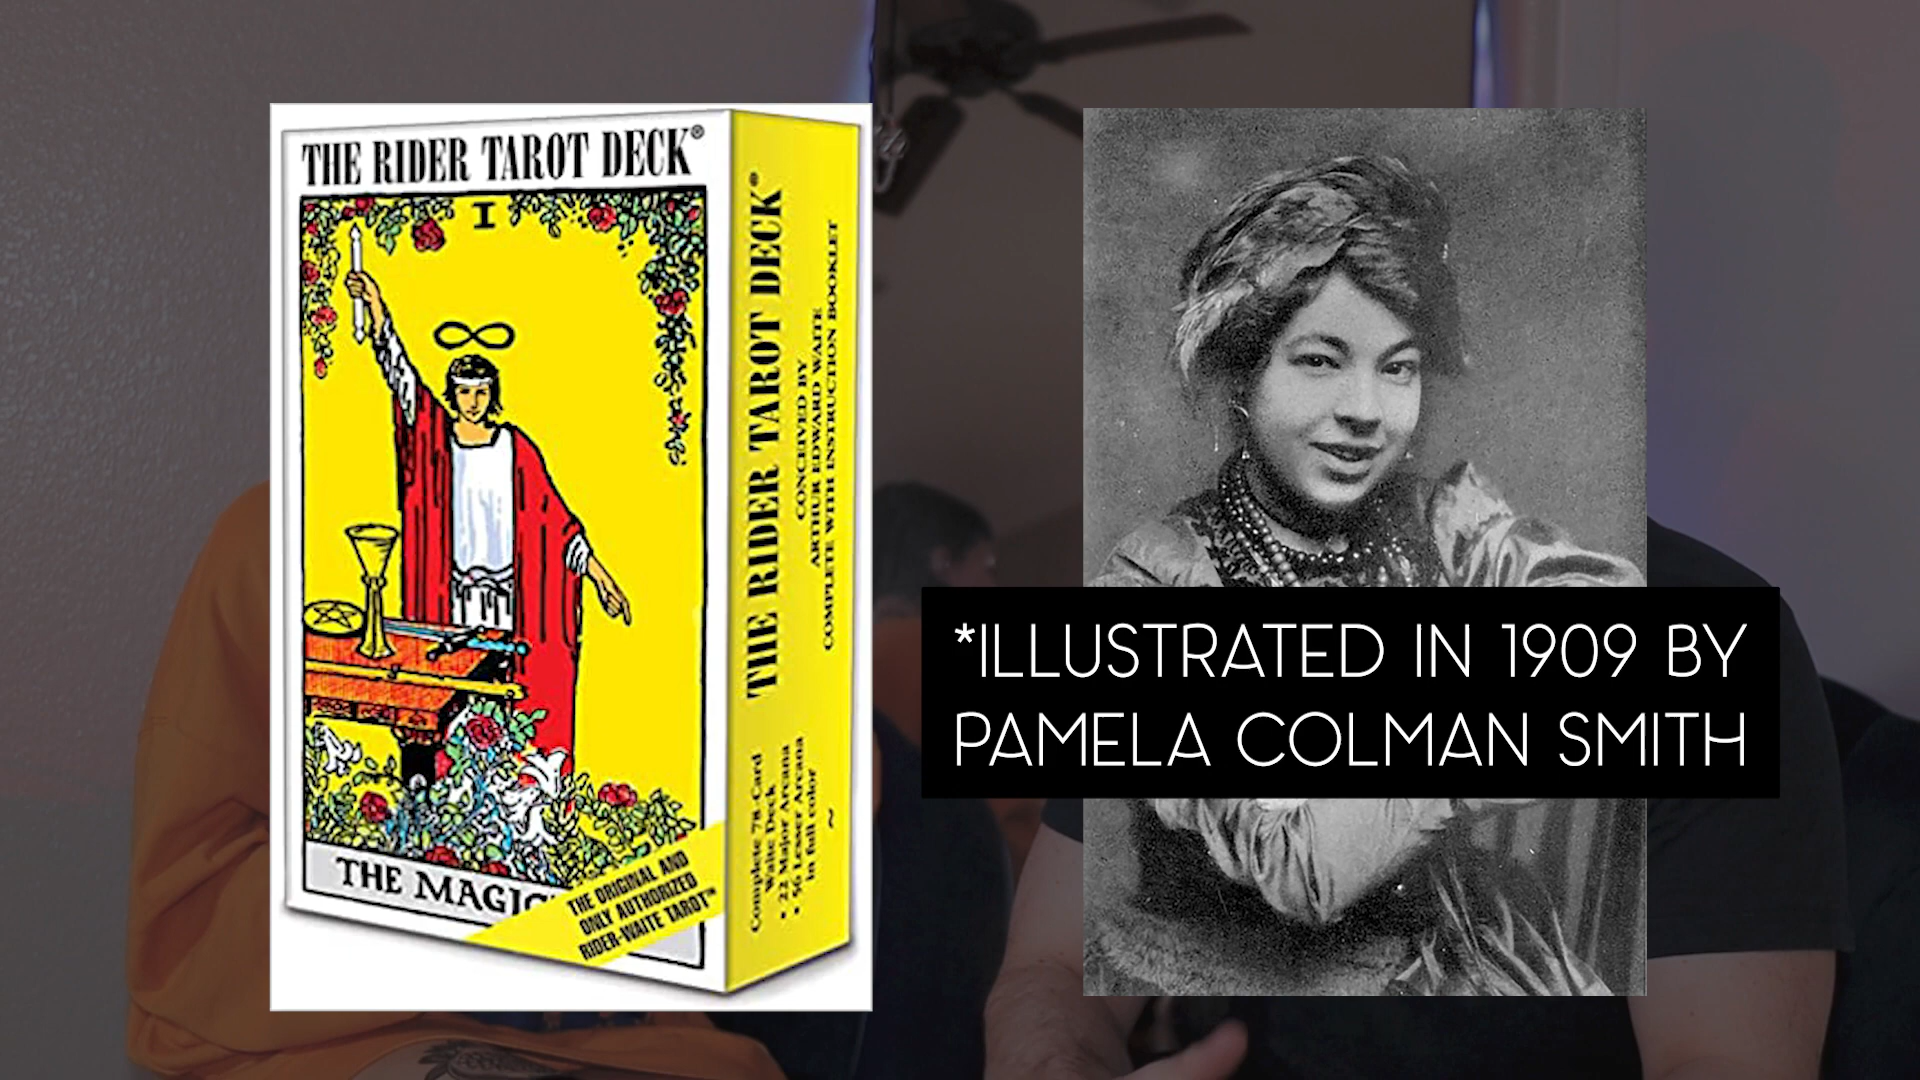 THE RIDER TAROT DECK®
I
THE MAGIC
THE ORIGINAL AND
ONLY AUTHORIZED
RIDER-WAITE TAROT™
THE RIDER TAROT DECK®
CONCEIVED BY
ARTHUR EDWARD WAITE
COMPLETE WITH INSTRUCTION BOOKLET
Complete 78-Card
Waite Deck
• 22 Major Arcana
• 56 Lesser Arcana
in full color
~
*ILLUSTRATED IN 1909 BY
PAMELA COLMAN SMITH